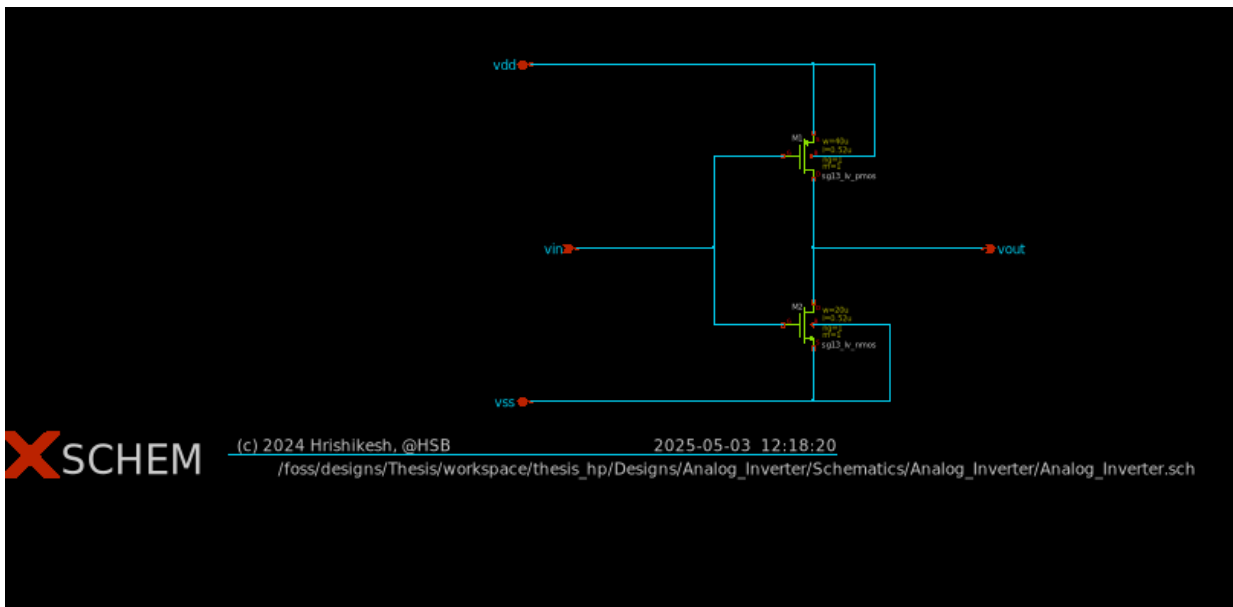 vdd
M1
w=40u
l=0.52u
ng=1
m=1
sg13_lv_pmos
vin
vout
M2
w=20u
l=0.52u
ng=1
m=1
sg13_lv_nmos
vss
XSCHEM
(c) 2024 Hrishikesh, @HSB
2025-05-03 12:18:20
/foss/designs/Thesis/workspace/thesis_hp/Designs/Analog_Inverter/Schematics/Analog_Inverter/Analog_Inverter.sch